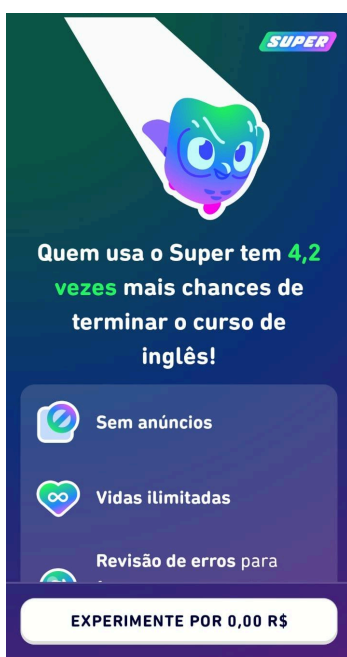 SUPER
Quem usa o Super tem 4,2
vezes mais chances de
terminar o curso de
inglês!
Sem anúncios
Vidas ilimitadas
Revisão de erros para
EXPERIMENTE POR 0,00 R$